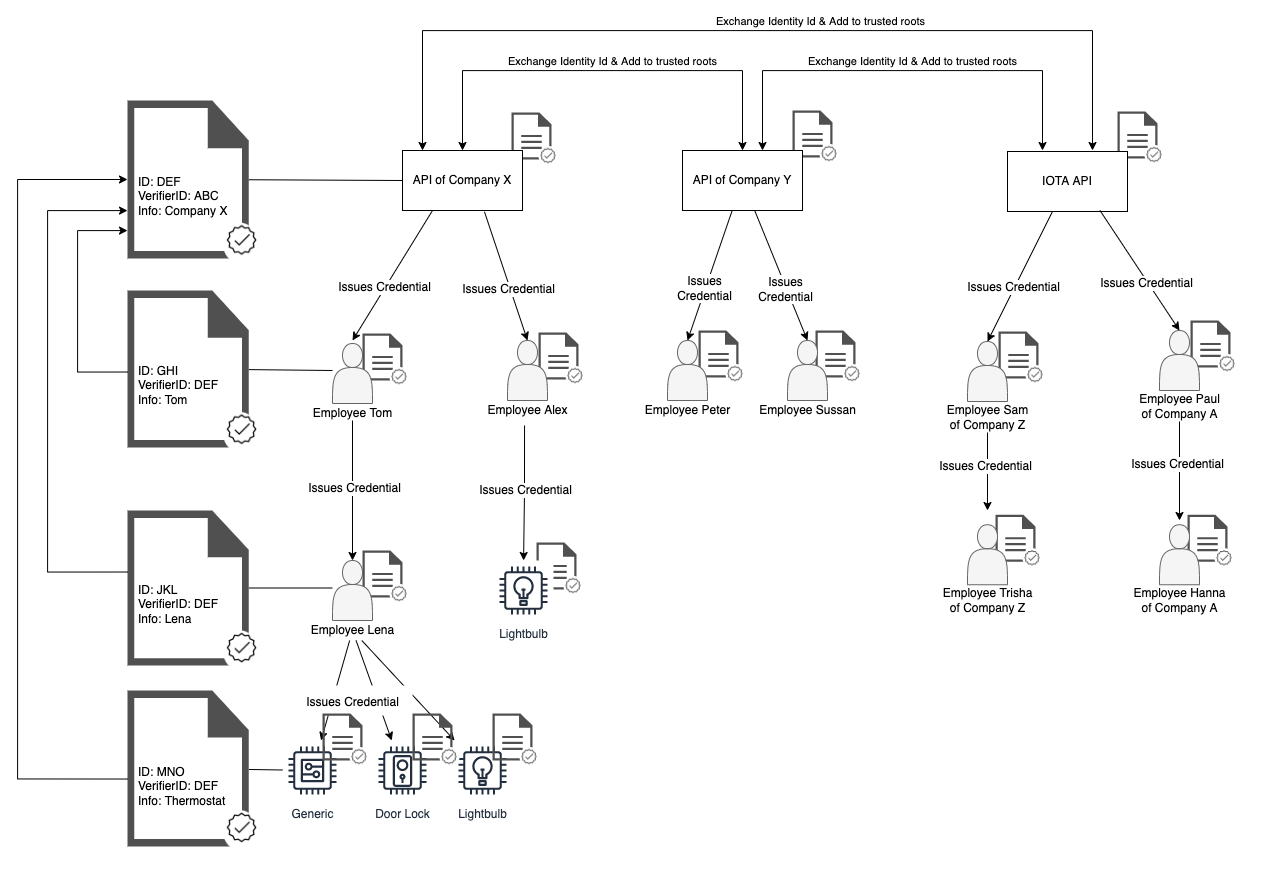 Exchange Identity Id & Add to trusted roots
Exchange Identity Id & Add to trusted roots
Exchange Identity Id & Add to trusted roots
ID: DEF
VerifierID: ABC
Info: Company X
API of Company X
API of Company Y
IOTA API
Issues Credential
Issues Credential
Issues
Credential
Issues
Credential
Issues Credential
Issues Credential
ID: GHI
VerifierID: DEF
Info: Tom
Employee Tom
Employee Alex
Employee Peter
Employee Sussan
Employee Sam
of Company Z
Employee Paul
of Company A
Issues Credential
Issues Credential
Issues Credential
Issues Credential
ID: JKL
VerifierID: DEF
Info: Lena
Employee Lena
Lightbulb
Employee Trisha
of Company Z
Employee Hanna
of Company A
Issues Credential
ID: MNO
VerifierID: DEF
Info: Thermostat
Generic
Door Lock
Lightbulb